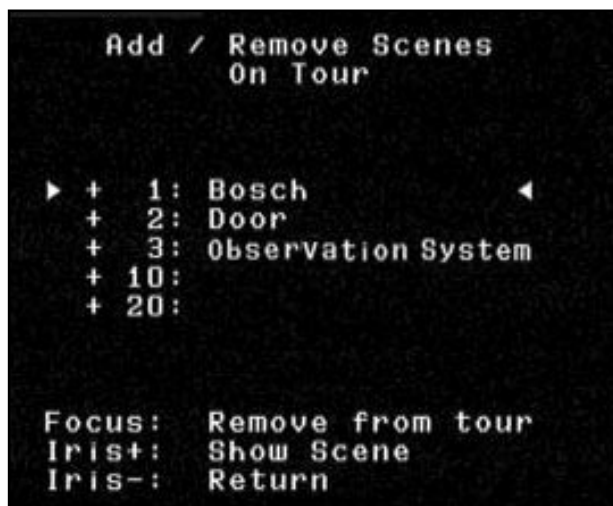 Add / Remove Scenes
On Tour
+ 1: Bosch
+ 2: Door
+ 3: Observation System
+ 10:
+ 20:
Focus: Remove from tour
Iris+: Show Scene
Iris-: Return